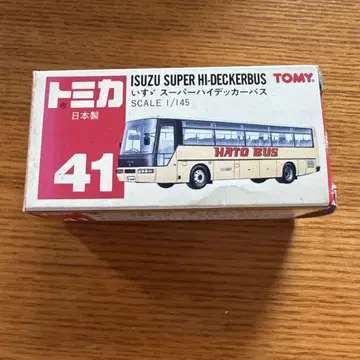 トミカ
日本製
41
ISUZU SUPER HI-DECKERBUS TOMY
いすゞ スーパーハイデッカーバス
SCALE 1/145
HATO BUS